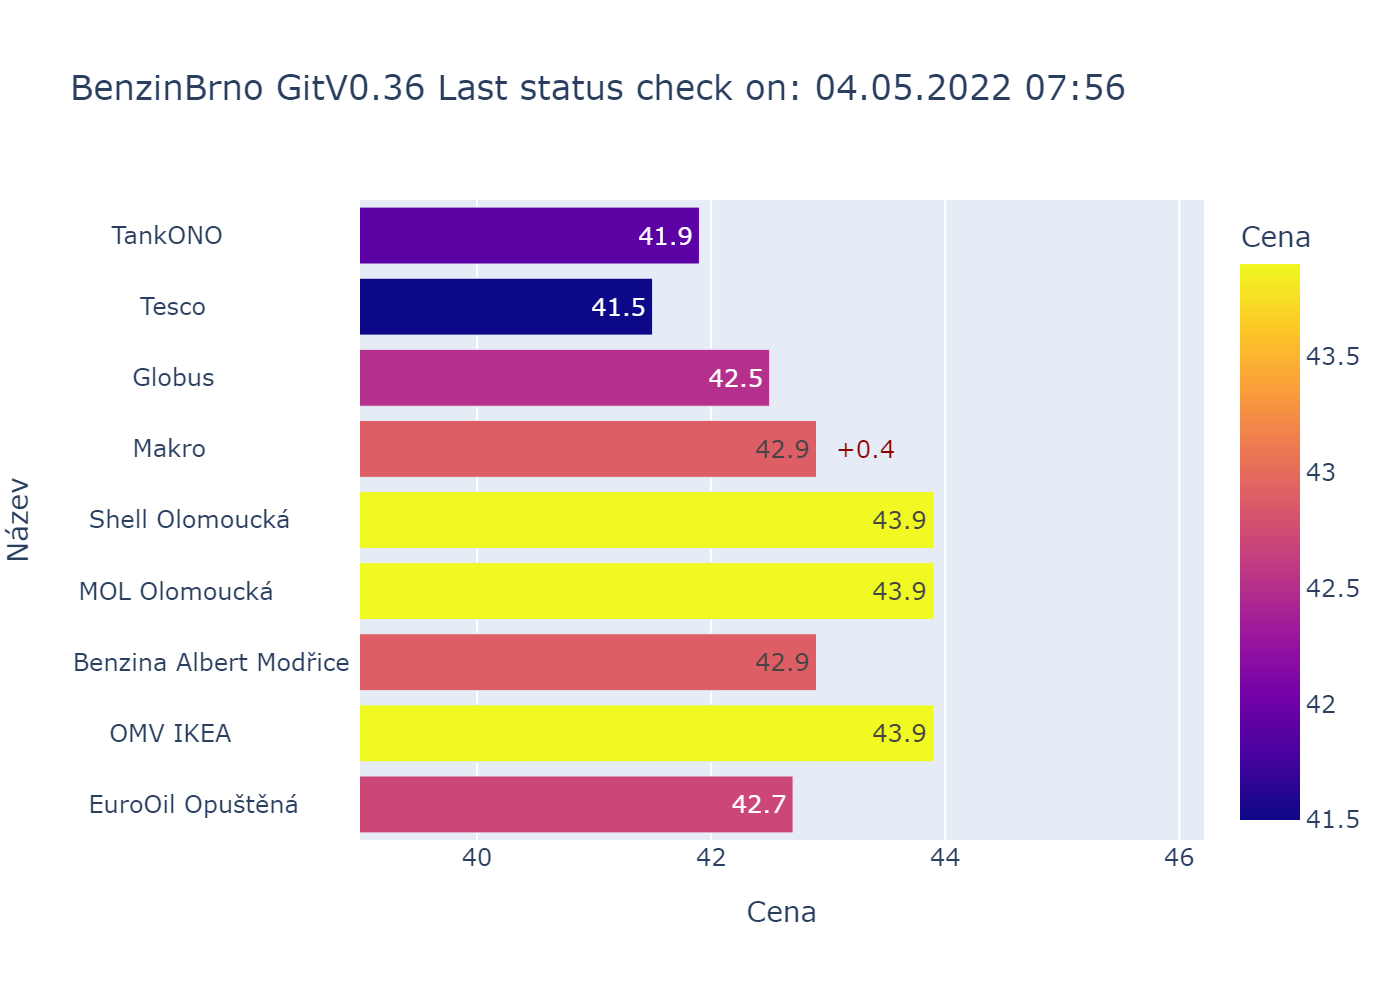 BenzinBrno GitV0.36 Last status check on: 04.05.2022 07:56
Název
TankONO
41.9
Tesco
41.5
Globus
42.5
Makro
42.9
+0.4
Shell Olomoucká
43.9
MOL Olomoucká
43.9
Benzina Albert Modřice
42.9
OMV IKEA
43.9
EuroOil Opuštěná
42.7
40
42
44
46
Cena
Cena
43.5
43
42.5
42
41.5